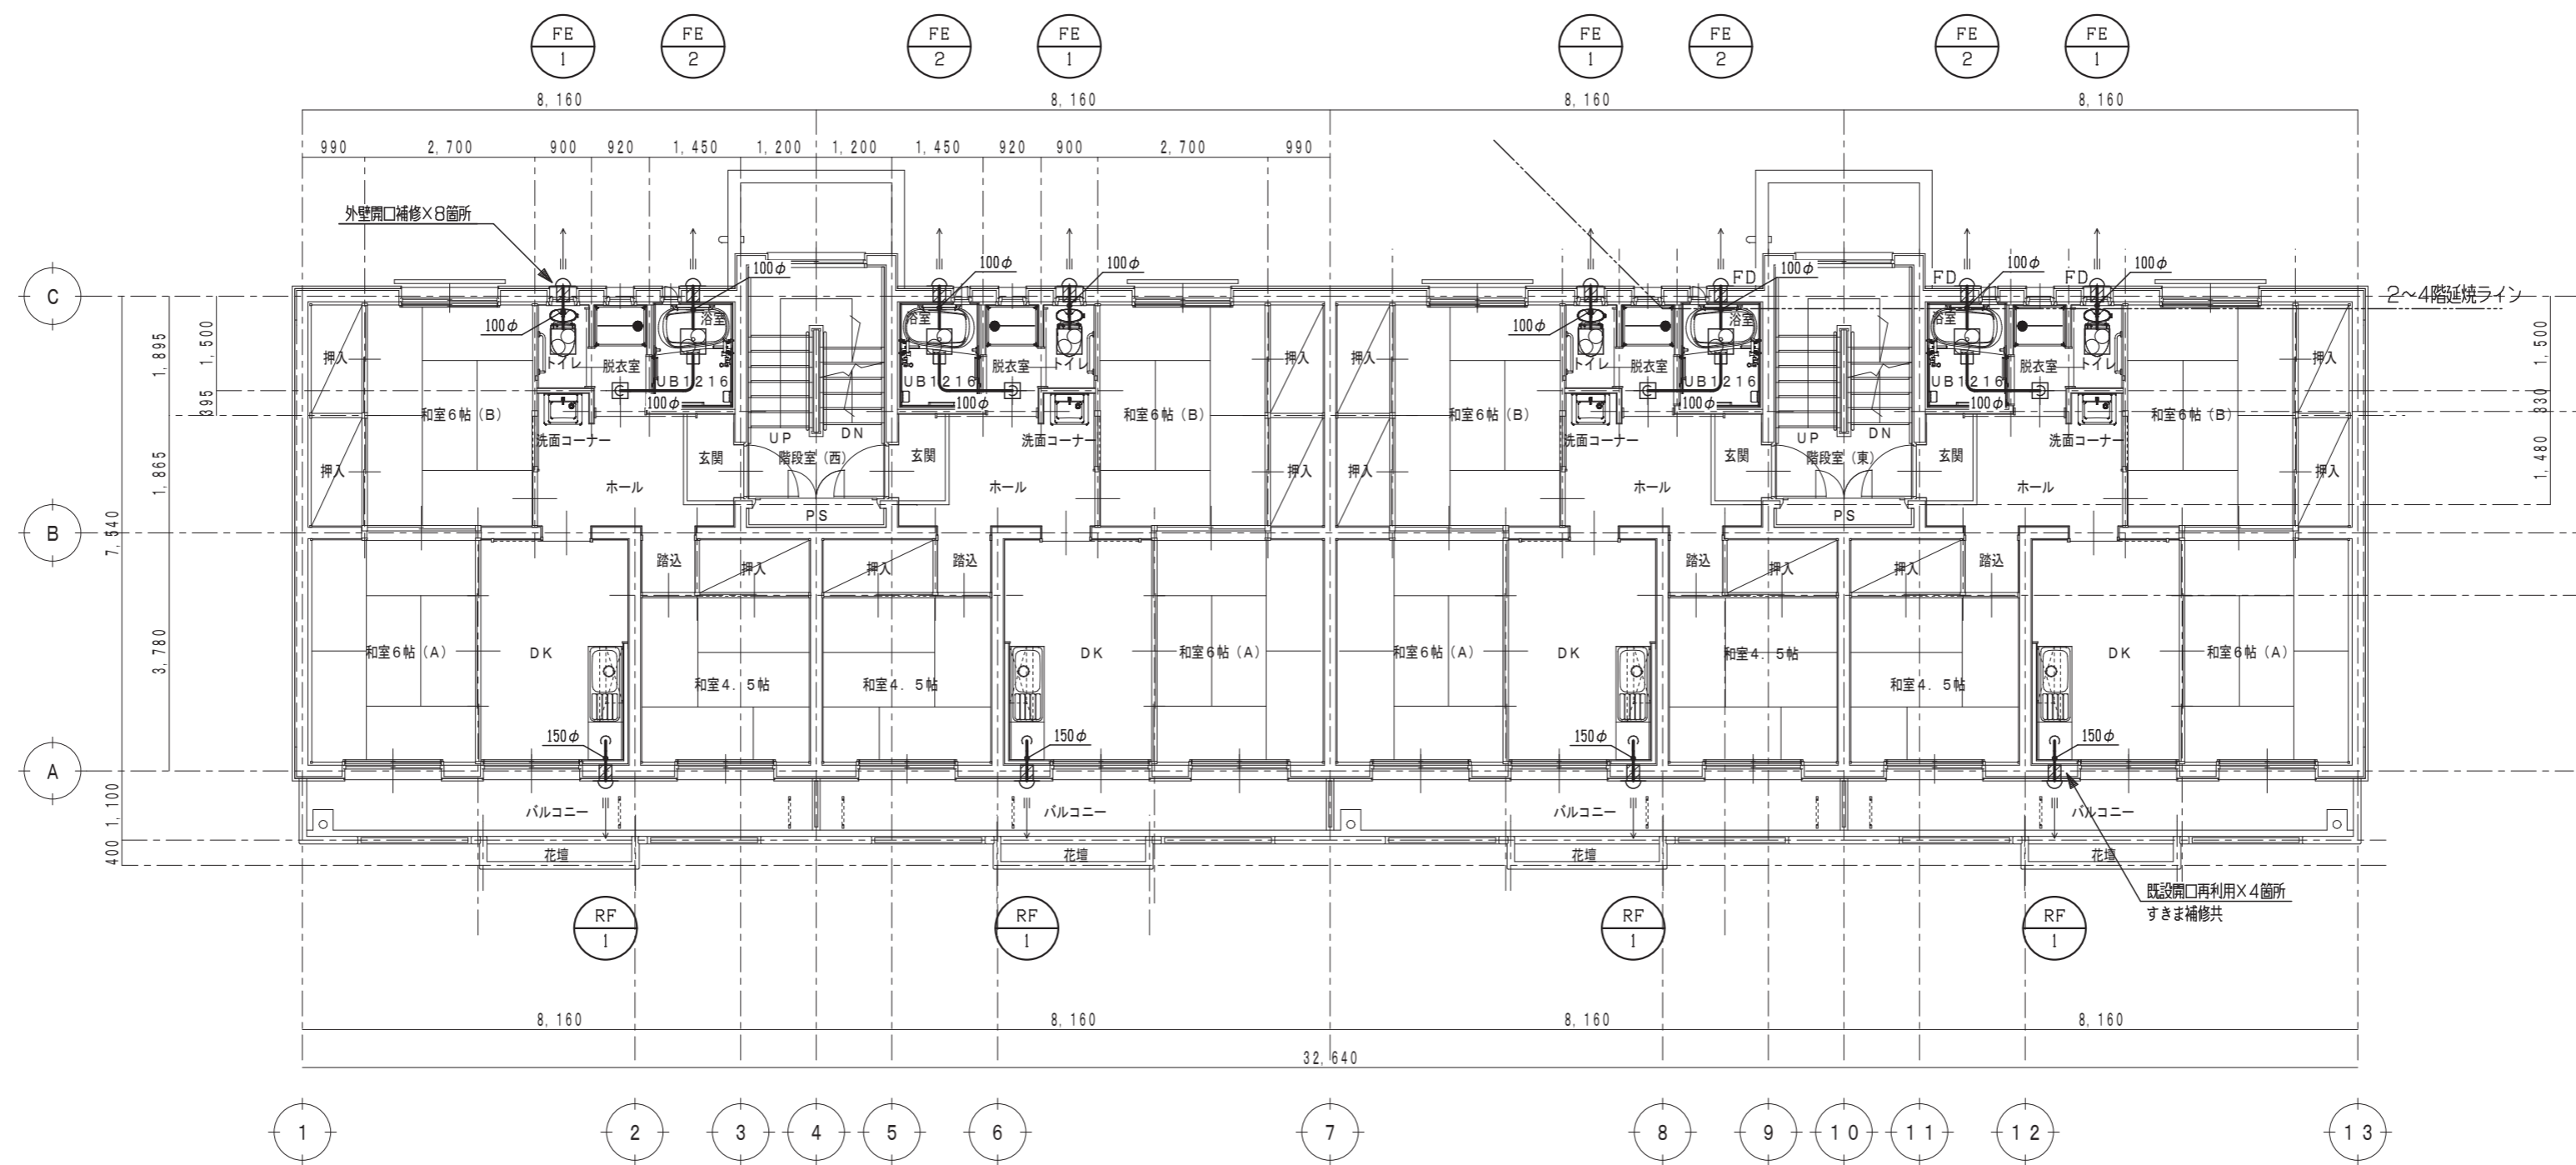 FE FE FE FE FE FE FE FE
1 2 2 1 1 2 2 1
8,160 8,160 8,160 8,160
990 2,700 900 920 1,450 1,200 1,200 1,450 920 900 2,700 990
外壁開口補修×8箇所
100φ 100φ 100φ 100φ 100φ 100φ
FD FD FD
C
2〜4階延焼ライン
100φ 浴室 浴室 100φ 浴室 浴室
1,895 1,500 395
1,500 330 1,480
押入 トイレ 脱衣室 脱衣室 トイレ 押入 押入 トイレ 脱衣室 脱衣室 トイレ 押入
UB1216 UB1216 UB1216 UB1216
100φ 100φ 100φ 100φ
和室6帖(B) 和室6帖(B) 和室6帖(B) 和室6帖(B)
洗面コーナー 洗面コーナー 洗面コーナー 洗面コーナー
UP DN UP DN
押入 玄関 階段室(西) 玄関 押入 押入 玄関 階段室(東) 玄関 押入
ホール ホール ホール ホール
PS PS
1,865
B
7,540
踏込 押入 押入 踏込 踏込 押入 押入 踏込
3,780
和室6帖(A) DK DK 和室6帖(A) 和室6帖(A) DK 和室4.5帖 DK 和室6帖(A)
和室4.5帖 和室4.5帖 和室4.5帖
150φ 150φ 150φ 150φ
A
1,100
バルコニー バルコニー バルコニー バルコニー
400
花壇 花壇 花壇 花壇
既設開口再利用×4箇所
すきま補修共
RF RF RF RF
1 1 1 1
8,160 8,160 8,160 8,160
32,640
1 2 3 4 5 6 7 8 9 10 11 12 13